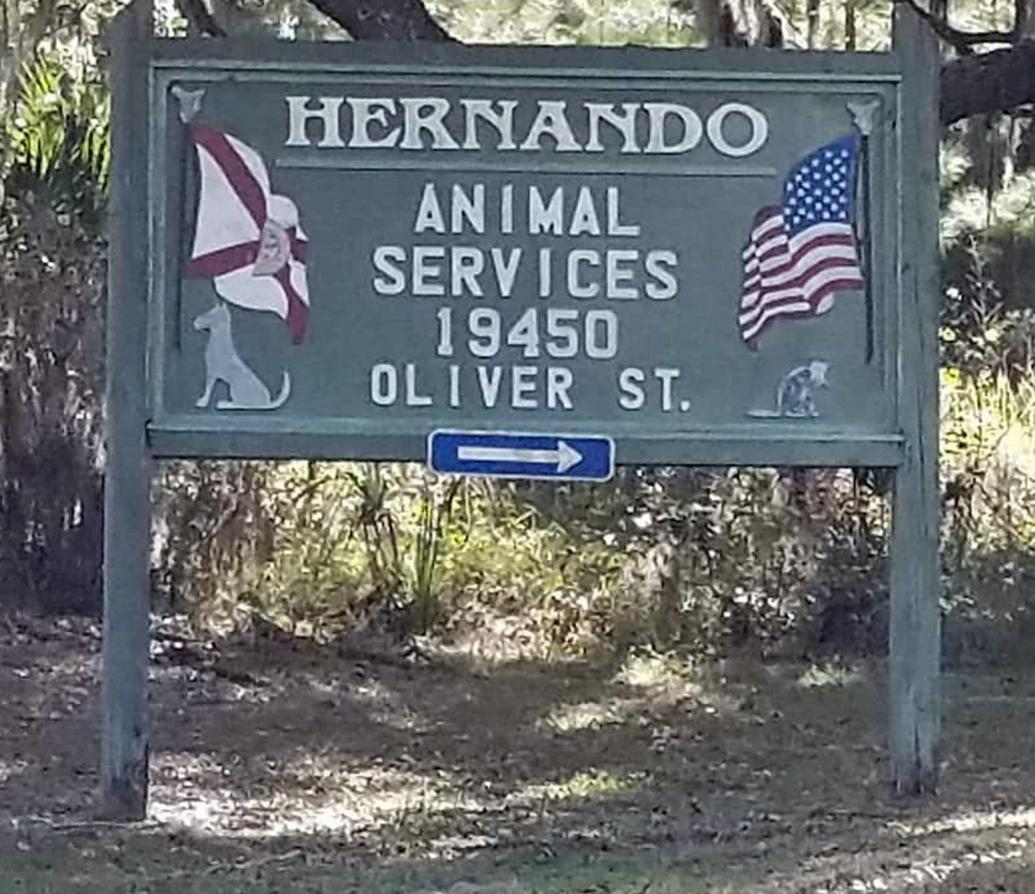 HERNANDO
ANIMAL
SERVICES
19450
OLIVER ST.